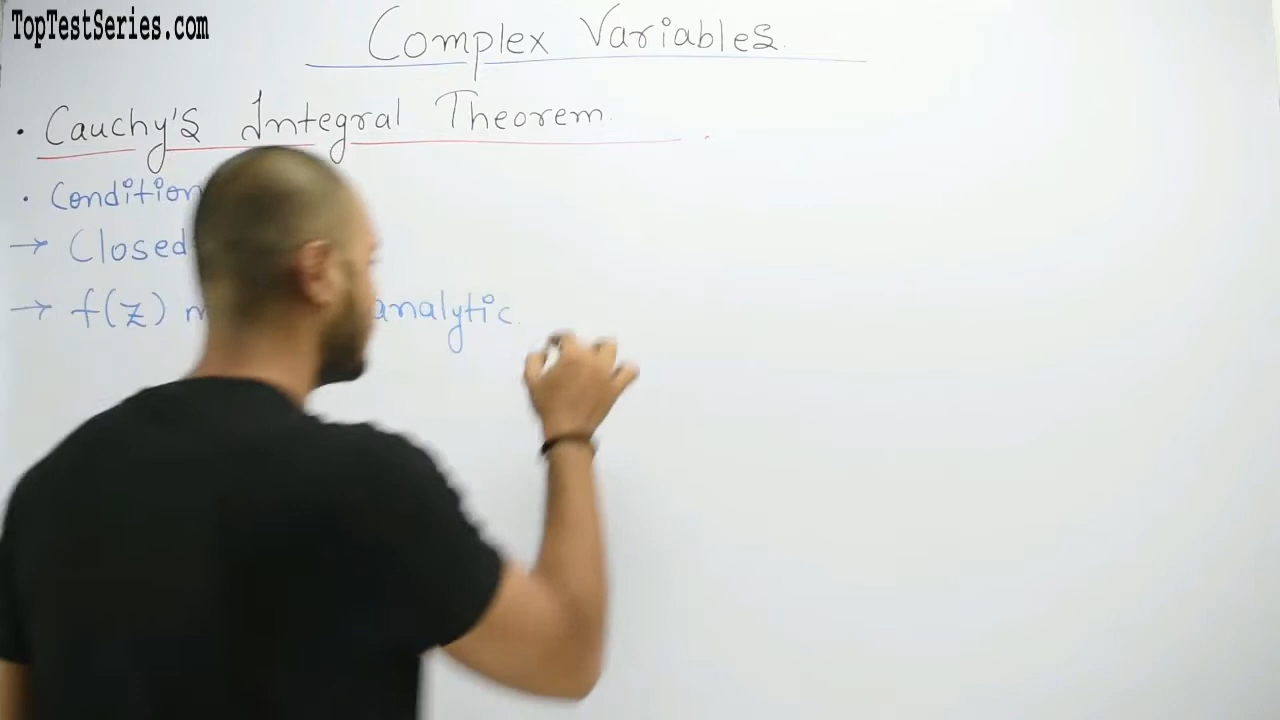 TopTestSeries.com
Complex Variables.
• Cauchy's Integral Theorem.
• Condition
→ Closed
→ f(z) m analytic.